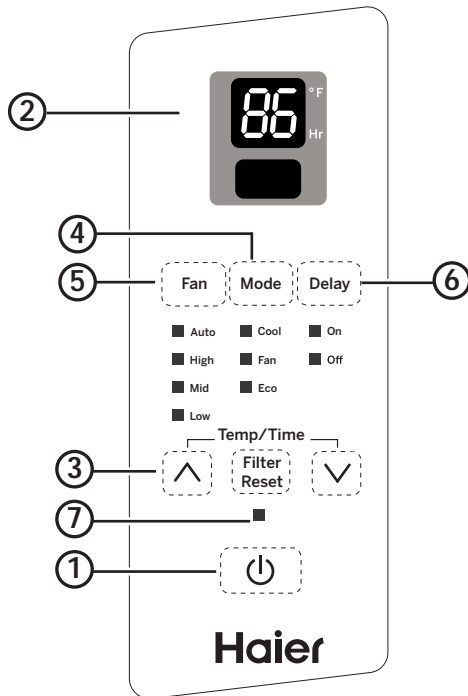 86 °F
Hr
2
4
5
6
Fan Mode Delay
Auto Cool On
High Fan Off
Mid Eco
Low
Temp/Time
3
Filter
Reset
7
1
Haier